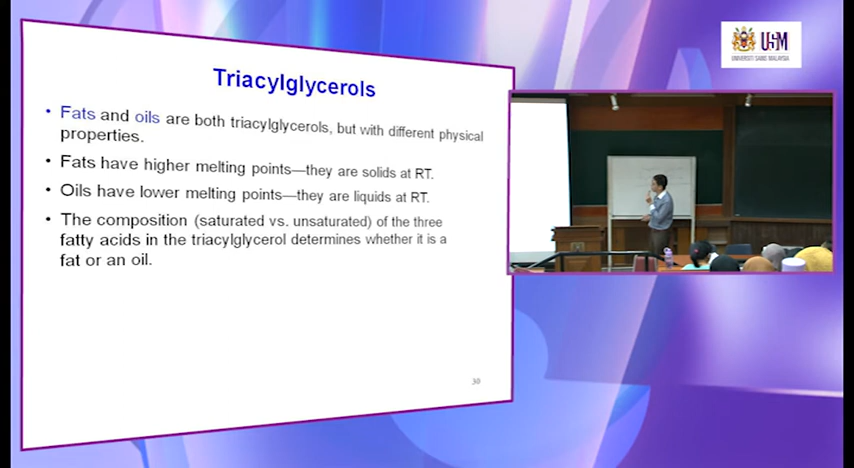 Triacylglycerols
• Fats and oils are both triacylglycerols, but with different physical
properties.
• Fats have higher melting points—they are solids at RT.
• Oils have lower melting points—they are liquids at RT.
• The composition (saturated vs. unsaturated) of the three
fatty acids in the triacylglycerol determines whether it is a
fat or an oil.
30
USM
UNIVERSITI SAINS MALAYSIA